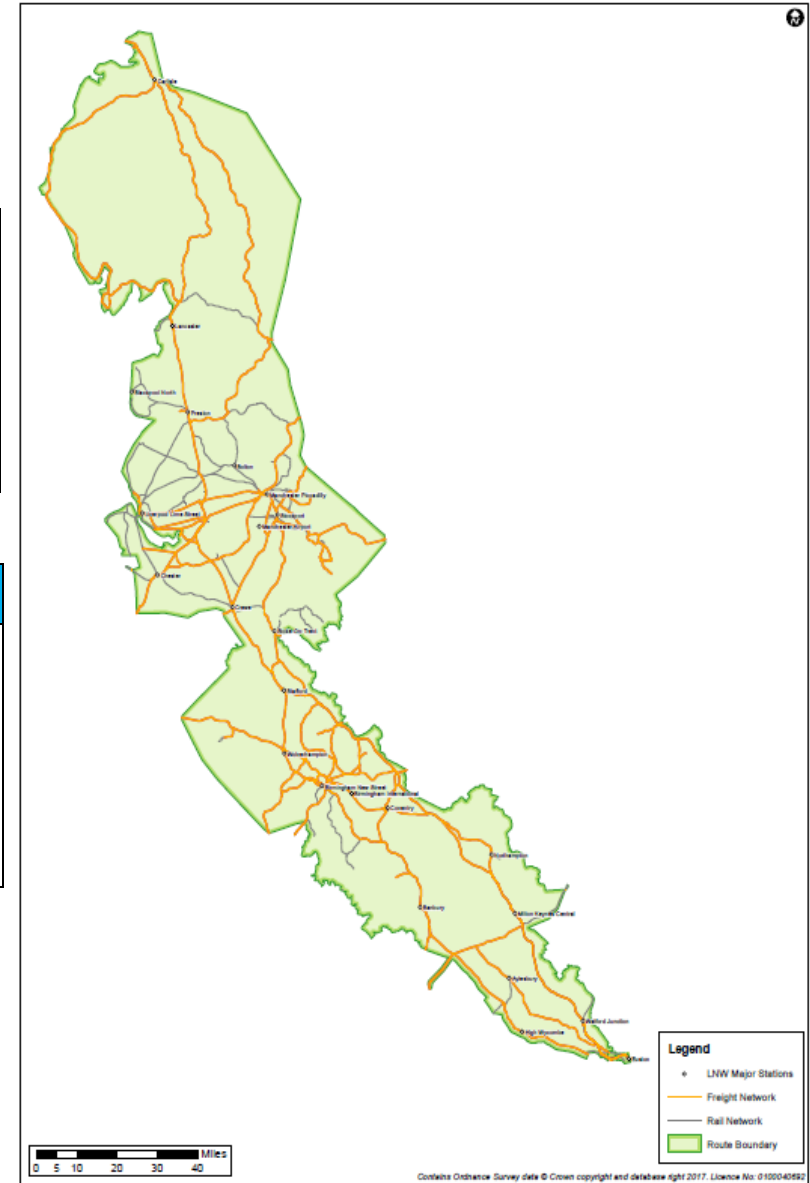 N
Carlisle
Lancaster
Blackpool North
Preston
Bolton
Manchester Piccadilly
Liverpool Lime Street
Stockport
Manchester Airport
Chester
Crewe
Stoke On Trent
Stafford
Wolverhampton
Birmingham New Street
Birmingham International
Coventry
Northampton
Banbury
Milton Keynes Central
Aylesbury
Watford Junction
High Wycombe
Euston
Legend
LNW Major Stations
Freight Network
Rail Network
Route Boundary
Miles
0 5 10 20 30 40
Contains Ordnance Survey data © Crown copyright and database right 2017. Licence No: 0100040692